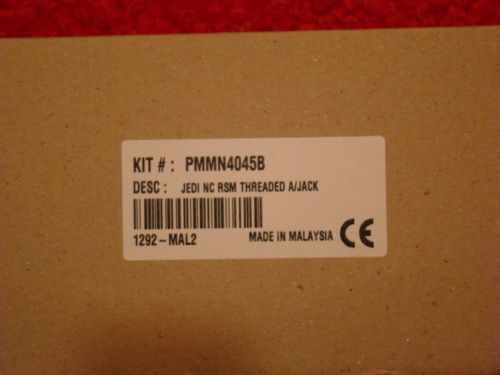 KIT # : PMMN4045B
DESC : JEDI NC RSM THREADED A/JACK
1292-MAL2 MADE IN MALAYSIA CE